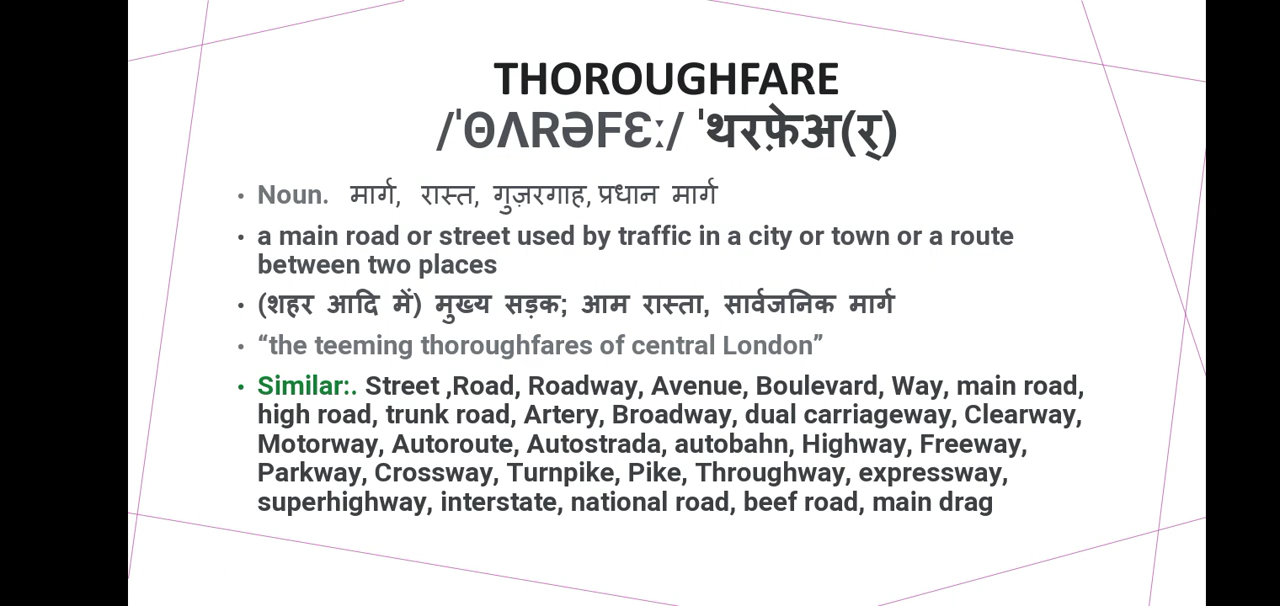 THOROUGHFARE
/ˈΘɅRƏFƐː/ ˈथरफ़ेअ(र्)
• Noun. मार्ग, रास्त, गुज़रगाह, प्रधान मार्ग
• a main road or street used by traffic in a city or town or a route
between two places
• (शहर आदि में) मुख्य सड़क; आम रास्ता, सार्वजनिक मार्ग
• “the teeming thoroughfares of central London”
• Similar:. Street ,Road, Roadway, Avenue, Boulevard, Way, main road,
high road, trunk road, Artery, Broadway, dual carriageway, Clearway,
Motorway, Autoroute, Autostrada, autobahn, Highway, Freeway,
Parkway, Crossway, Turnpike, Pike, Throughway, expressway,
superhighway, interstate, national road, beef road, main drag